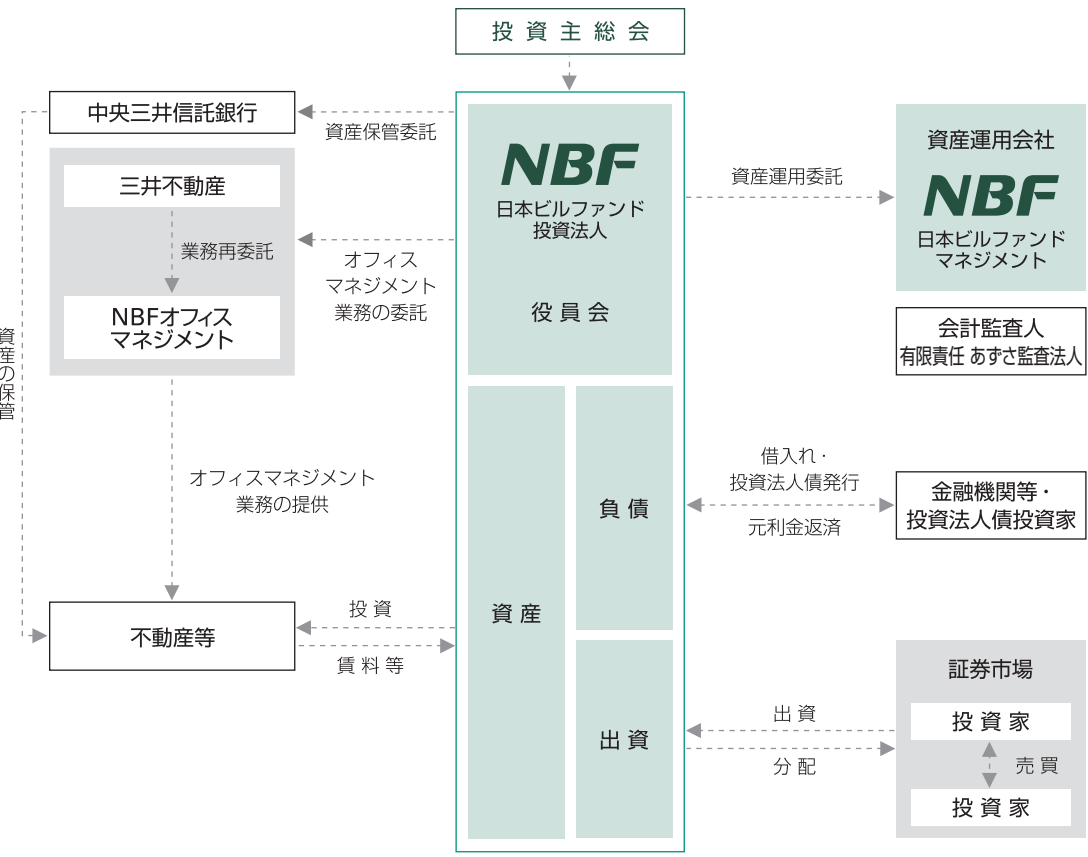 投資主総会
中央三井信託銀行
資産保管委託
三井不動産
業務再委託
NBFオフィス
マネジメント
オフィス
マネジメント
業務の委託
資産の保管
オフィスマネジメント
業務の提供
不動産等
投資
賃料等
NBF
日本ビルファンド
投資法人
役員会
資産
負債
出資
資産運用委託
資産運用会社
NBF
日本ビルファンド
マネジメント
会計監査人
有限責任 あずさ監査法人
借入れ・
投資法人債発行
元利金返済
金融機関等・
投資法人債投資家
出資
分配
証券市場
投資家
売買
投資家